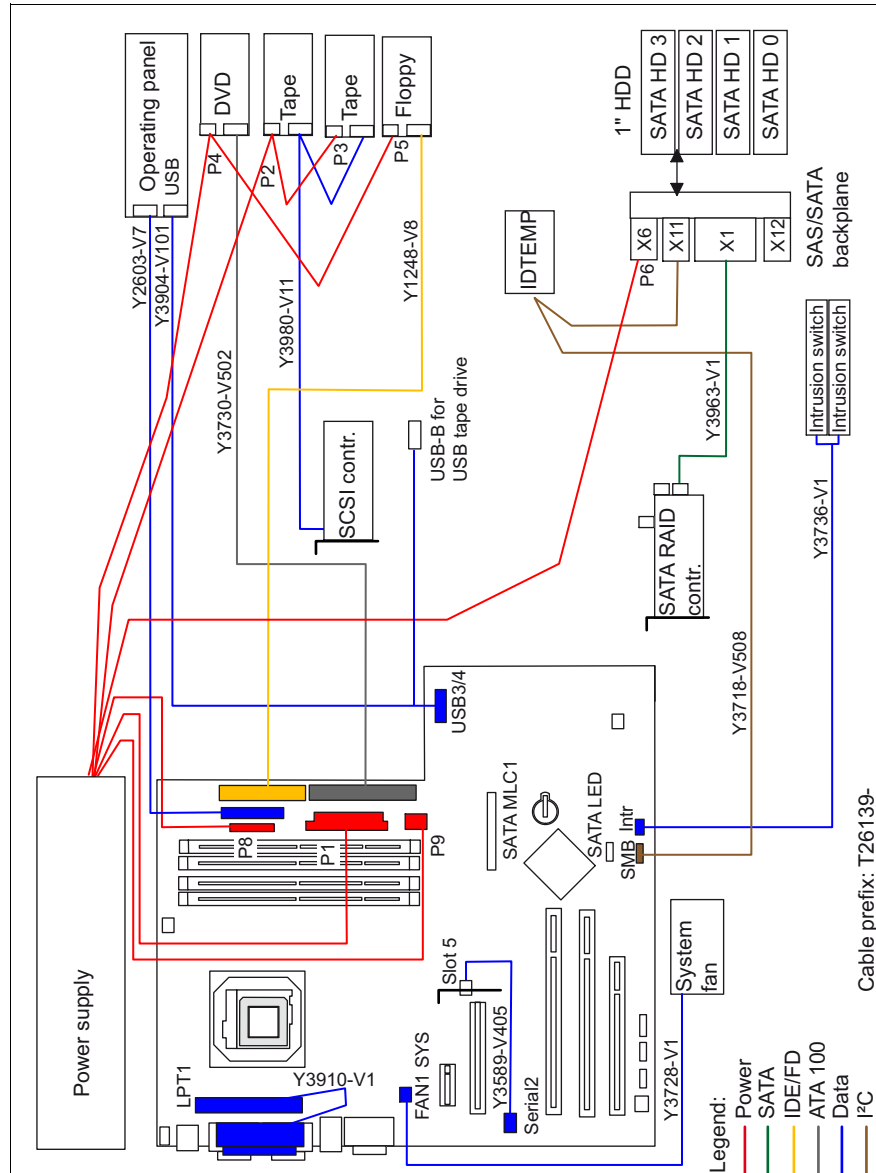 Operating panel
USB
DVD
Tape
Tape
Floppy
P4
P2
P3
P5
1" HDD
SATA HD 3
SATA HD 2
SATA HD 1
SATA HD 0
Y2603-V7
Y3904-V101
Y3730-V502
Y3980-V11
Y1248-V8
IDTEMP
P6
X6
X11
X1
X12
SAS/SATA
backplane
SCSI contr.
USB-B for
USB tape drive
Y3963-V1
Intrusion switch
Intrusion switch
SATA RAID
contr.
Y3736-V1
Y3718-V508
Power supply
USB3/4
P8
P1
P9
SATA MLC1
SATA LED
SMB
Intr
Slot 5
System
fan
LPT1
Y3910-V1
FAN1 SYS
Y3589-V405
Serial2
Y3728-V1
Cable prefix: T26139-
Legend:
Power
SATA
IDE/FD
ATA 100
Data
I²C